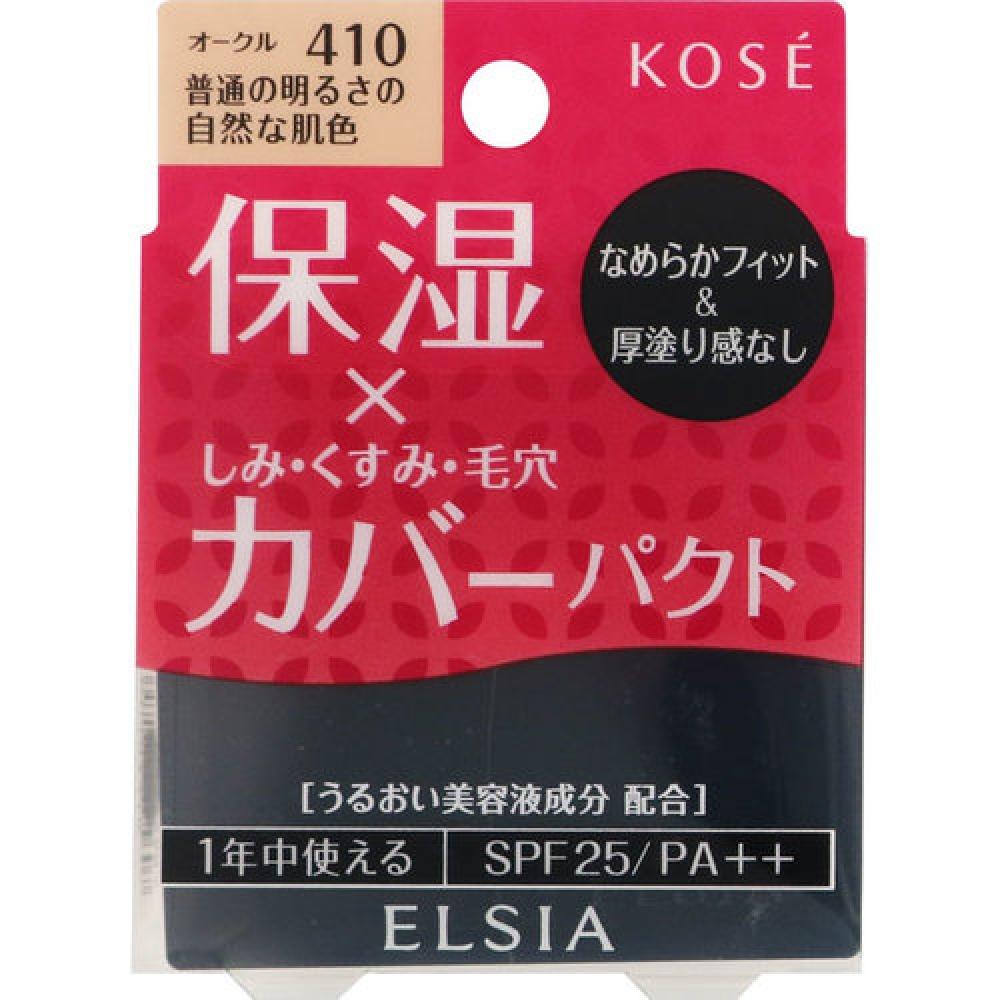 オークル 410
普通の明るさの
自然な肌色
KOSÉ
保湿
×
しみ・くすみ・毛穴
カバーパクト
なめらかフィット
&
厚塗り感なし
[うるおい美容液成分 配合]
1年中使える SPF25/PA++
ELSIA